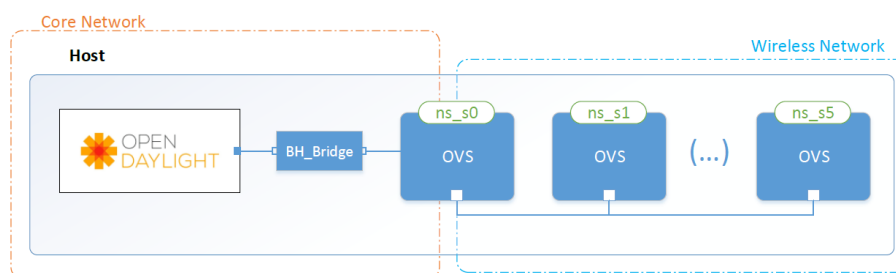 Core Network
Wireless Network
Host
ns_s0
ns_s1
ns_s5
OPEN
DAYLIGHT
BH_Bridge
OVS
OVS
(...)
OVS